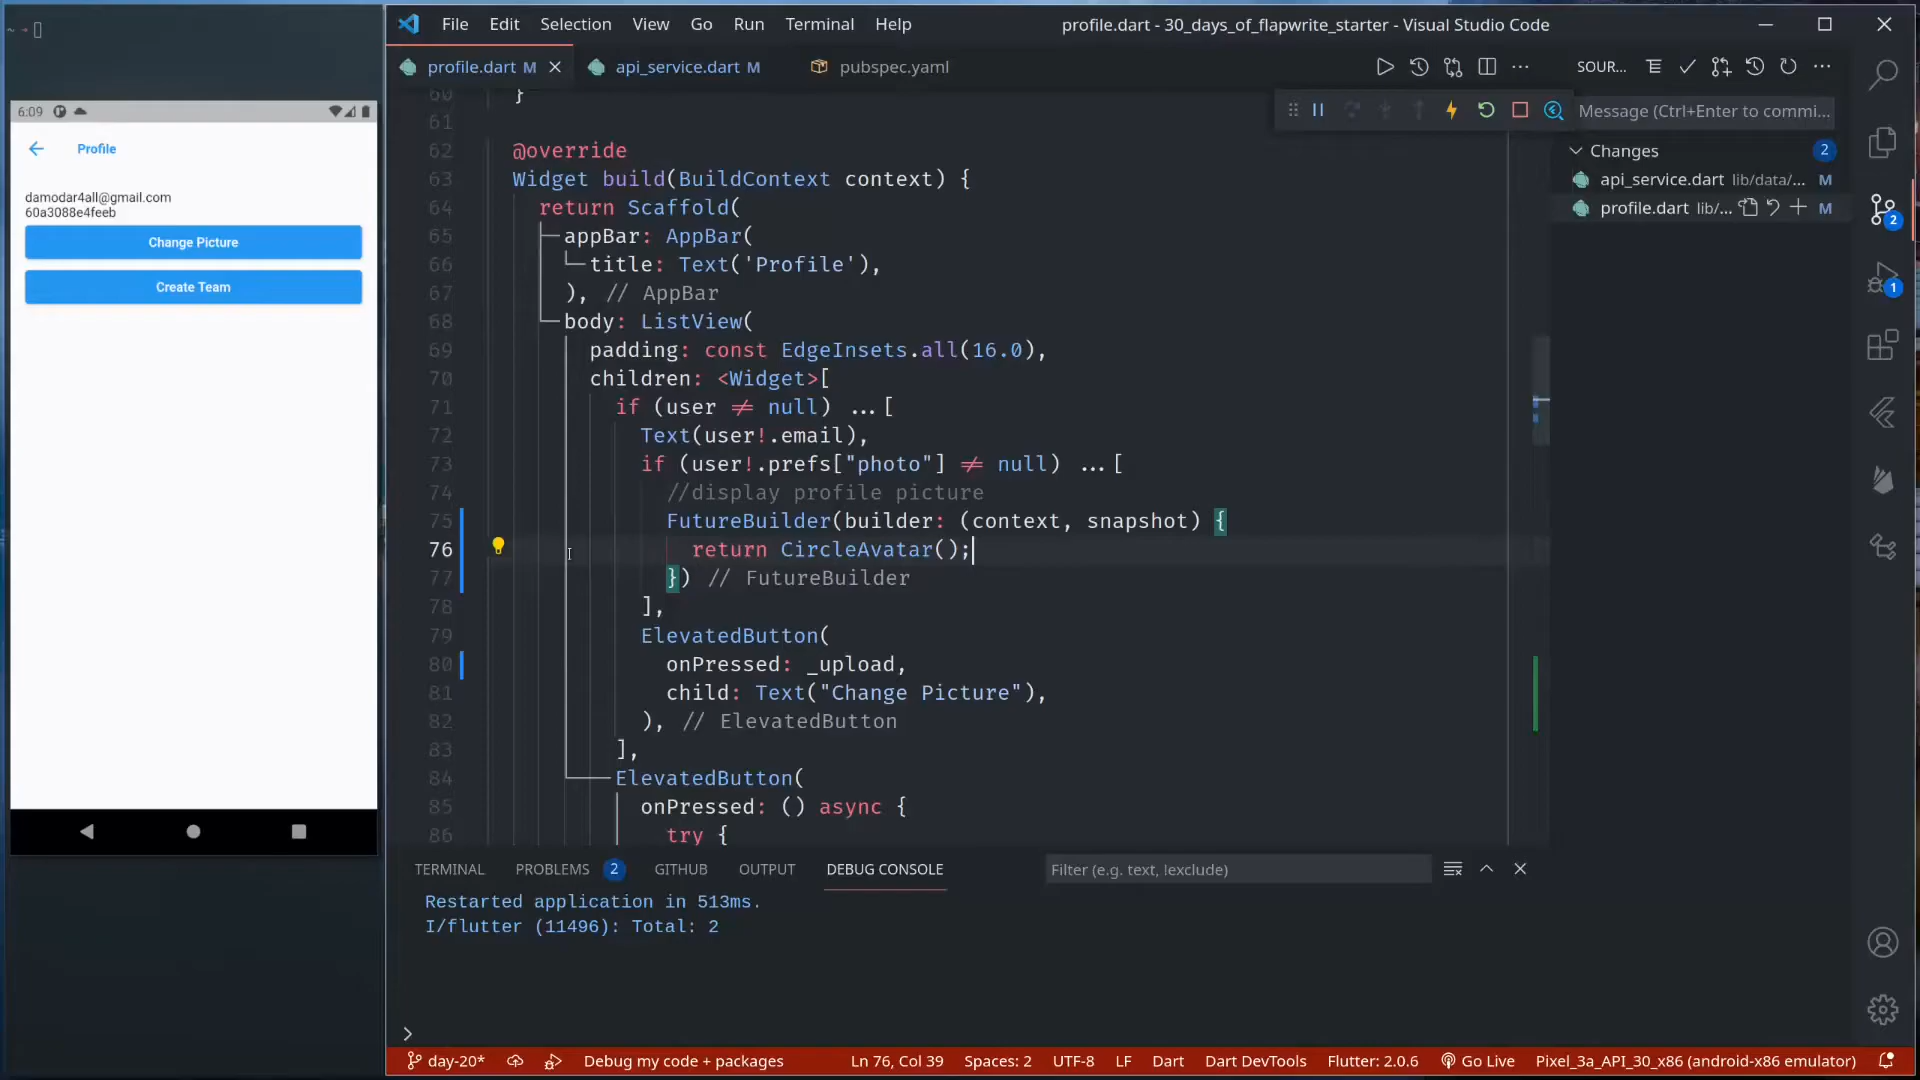 6:09
Profile
damodar4all@gmail.com
60a3088e4feeb
Change Picture
Create Team
File Edit Selection View Go Run Terminal Help
profile.dart - 30_days_of_flapwrite_starter - Visual Studio Code
profile.dart M
api_service.dart M
pubspec.yaml
SOUR...
Message (Ctrl+Enter to commi...
Changes 2
api_service.dart lib/data/... M
profile.dart lib/... M
2
1
60 }
61
62 @override
63 Widget build(BuildContext context) {
64 return Scaffold(
65 appBar: AppBar(
66 title: Text('Profile'),
67 ), // AppBar
68 body: ListView(
69 padding: const EdgeInsets.all(16.0),
70 children: <Widget>[
71 if (user ≠ null) ...[
72 Text(user!.email),
73 if (user!.prefs["photo"] ≠ null) ...[
74 //display profile picture
75 FutureBuilder(builder: (context, snapshot) {
76 return CircleAvatar();
77 }) // FutureBuilder
78 ],
79 ElevatedButton(
80 onPressed: _upload,
81 child: Text("Change Picture"),
82 ), // ElevatedButton
83 ],
84 ElevatedButton(
85 onPressed: () async {
86 try {
TERMINAL PROBLEMS 2 GITHUB OUTPUT DEBUG CONSOLE
Filter (e.g. text, !exclude)
Restarted application in 513ms.
I/flutter (11496): Total: 2
day-20* Debug my code + packages Ln 76, Col 39 Spaces: 2 UTF-8 LF Dart Dart DevTools Flutter: 2.0.6 Go Live Pixel_3a_API_30_x86 (android-x86 emulator)